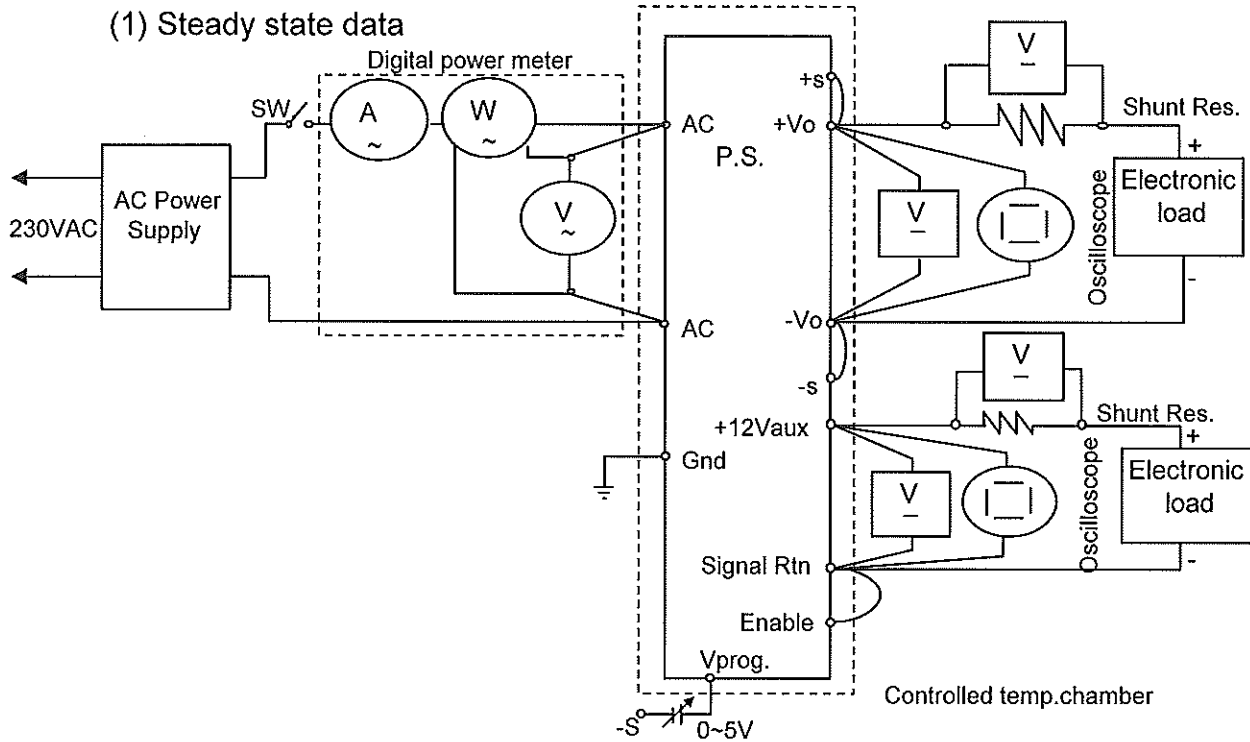 (1) Steady state data
Digital power meter
SW
A
~
W
~
V
~
AC Power
Supply
230VAC
AC
AC
P.S.
Gnd
+s
+Vo
-Vo
-s
+12Vaux
Signal Rtn
Enable
Vprog.
-S
0~5V
V
Shunt Res.
V
Oscilloscope
+
Electronic
load
-
V
Shunt Res.
V
Oscilloscope
+
Electronic
load
-
Controlled temp.chamber